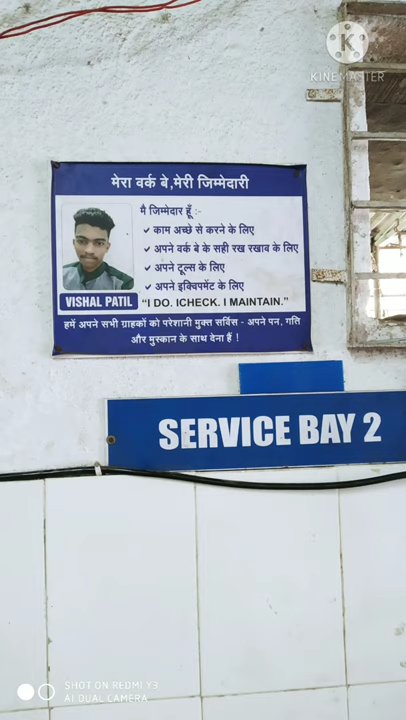 KINEMASTER
मेरा वर्क बे,मेरी जिम्मेदारी
मै जिम्मेदार हूँ :-
✓ काम अच्छे से करने के लिए
✓ अपने वर्क बे के सही रख रखाव के लिए
✓ अपने टूल्स के लिए
✓ अपने इक्विपमेंट के लिए
VISHAL PATIL
"I DO. ICHECK. I MAINTAIN."
हमें अपने सभी ग्राहकों को परेशानी मुक्त सर्विस - अपने पन, गति
और मुस्कान के साथ देना हैं !
SERVICE BAY 2
SHOT ON REDMI Y3
AI DUAL CAMERA